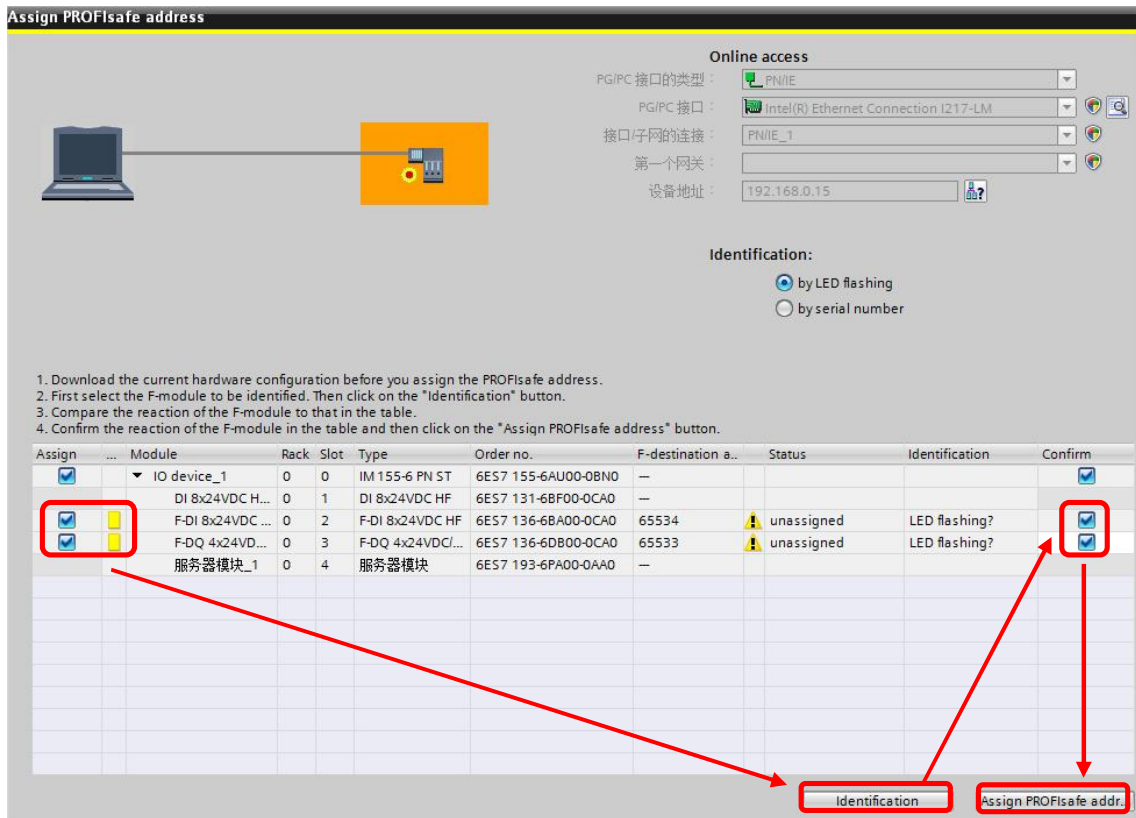 Assign PROFIsafe address
Online access
PG/PC 接口的类型：
PN/IE
PG/PC 接口：
Intel(R) Ethernet Connection I217-LM
接口/子网的连接：
PN/IE_1
第一个网关：
设备地址：
192.168.0.15
Identification:
by LED flashing
by serial number
1. Download the current hardware configuration before you assign the PROFIsafe address.
2. First select the F-module to be identified. Then click on the "Identification" button.
3. Compare the reaction of the F-module to that in the table.
4. Confirm the reaction of the F-module in the table and then click on the "Assign PROFIsafe address" button.
Assign ... Module Rack Slot Type Order no. F-destination a.. Status Identification Confirm
IO device_1 0 0 IM 155-6 PN ST 6ES7 155-6AU00-0BN0 —
DI 8x24VDC H... 0 1 DI 8x24VDC HF 6ES7 131-6BF00-0CA0 —
F-DI 8x24VDC ... 0 2 F-DI 8x24VDC HF 6ES7 136-6BA00-0CA0 65534 unassigned LED flashing?
F-DQ 4x24VD... 0 3 F-DQ 4x24VDC/... 6ES7 136-6DB00-0CA0 65533 unassigned LED flashing?
服务器模块_1 0 4 服务器模块 6ES7 193-6PA00-0AA0 —
Identification Assign PROFIsafe addr..